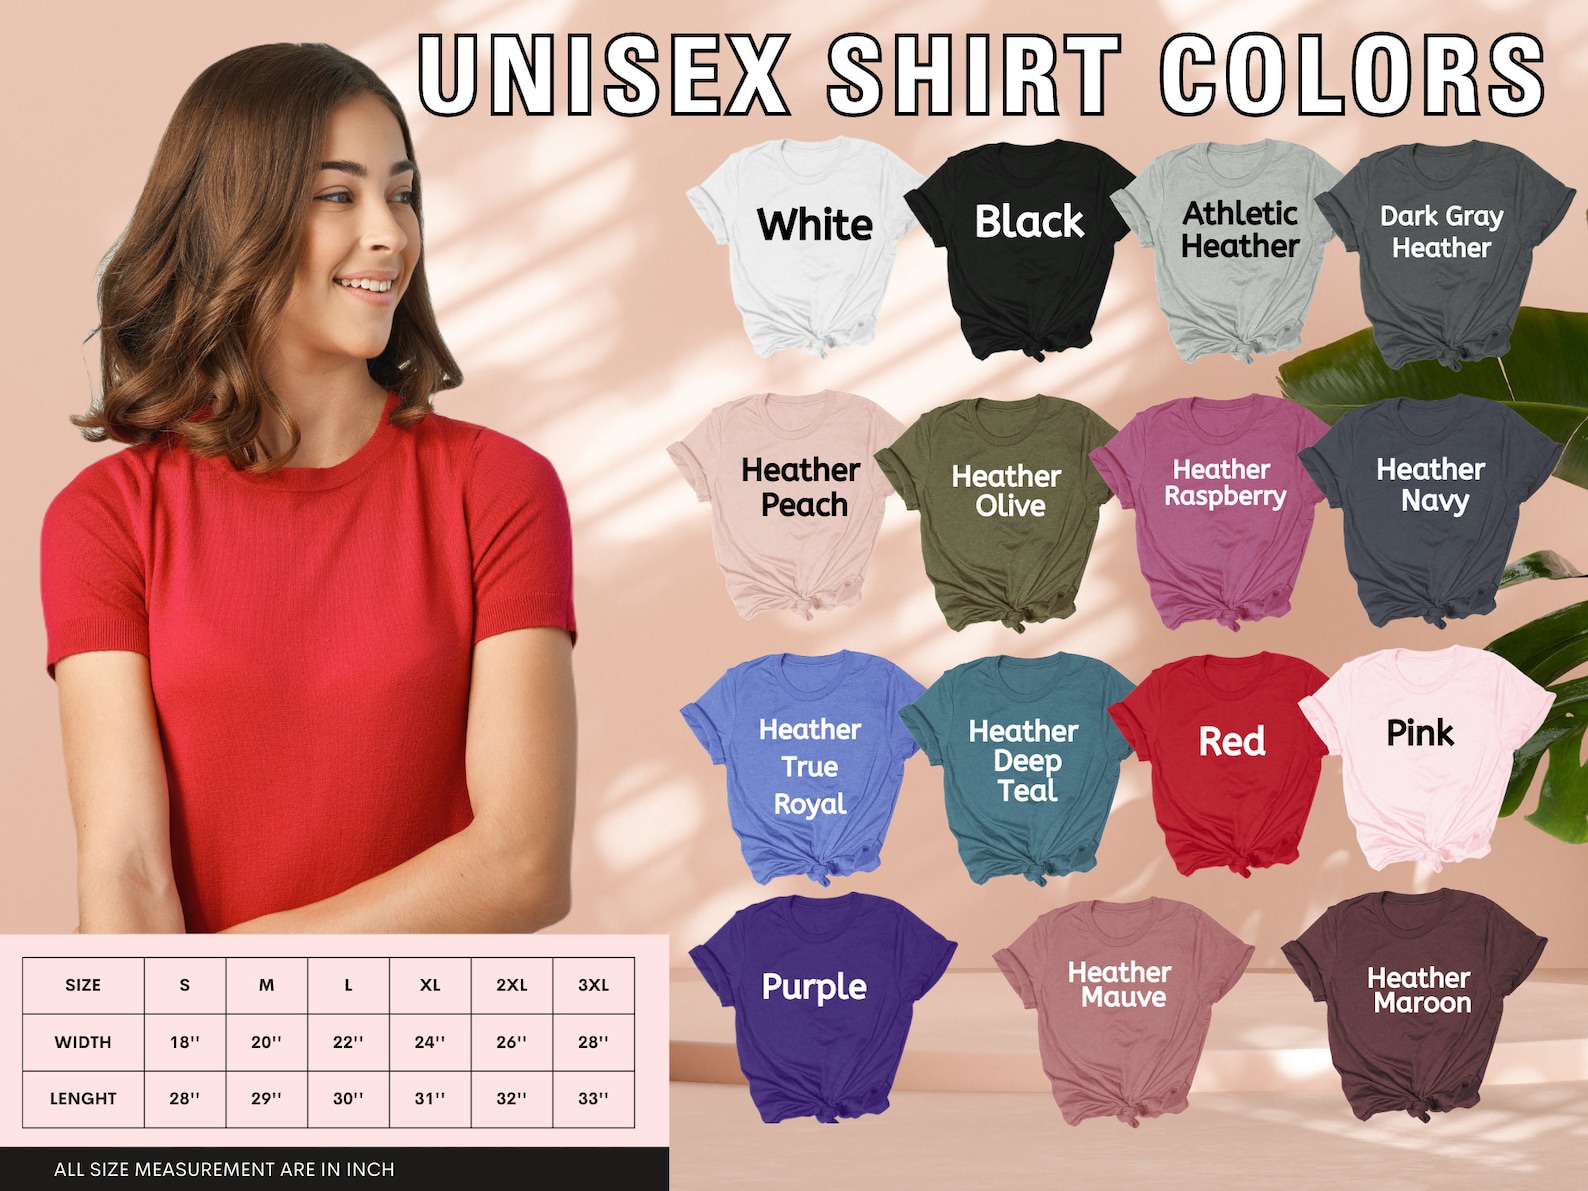 UNISEX SHIRT COLORS
White
Black
Athletic
Heather
Dark Gray
Heather
Heather
Peach
Heather
Olive
Heather
Raspberry
Heather
Navy
Heather
True
Royal
Heather
Deep
Teal
Red
Pink
Purple
Heather
Mauve
Heather
Maroon
SIZE S M L XL 2XL 3XL
WIDTH 18'' 20'' 22'' 24'' 26'' 28''
LENGHT 28'' 29'' 30'' 31'' 32'' 33''
ALL SIZE MEASUREMENT ARE IN INCH